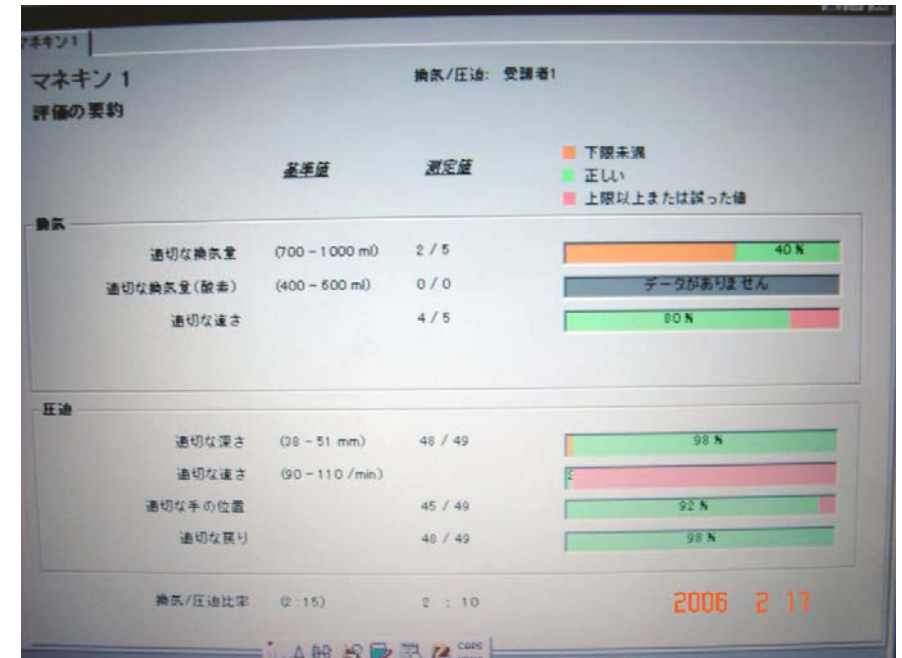 マネキン1
マネキン 1
換気/圧迫: 受講者1
評価の要約
基準値 測定値
下限未満
正しい
上限以上または誤った値
換気
適切な換気量 (700 - 1000 ml) 2 / 5 40 %
適切な換気量(酸素) (400 - 600 ml) 0 / 0 データがありません
適切な速さ 4 / 5 80 %
圧迫
適切な深さ (38 - 51 mm) 48 / 49 98 %
適切な速さ (90 - 110 /min)
適切な手の位置 45 / 49 92 %
適切な戻り 48 / 49 98 %
換気/圧迫比率 (2:15) 2 : 10
2006 2 17
A
CAPS